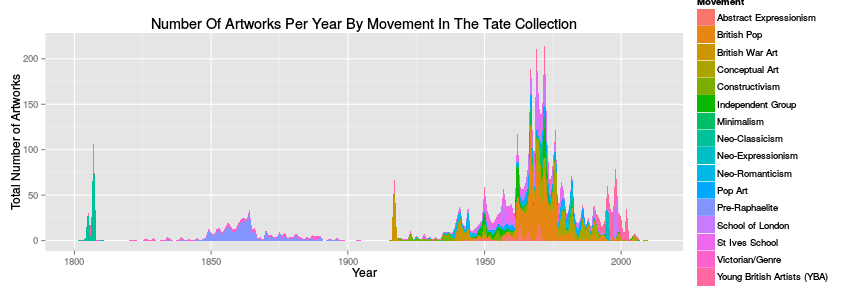 Number Of Artworks Per Year By Movement In The Tate Collection
Total Number of Artworks
200
150
100
50
0
1800
1850
1900
1950
2000
Year
Movement
Abstract Expressionism
British Pop
British War Art
Conceptual Art
Constructivism
Independent Group
Minimalism
Neo-Classicism
Neo-Expressionism
Neo-Romanticism
Pop Art
Pre-Raphaelite
School of London
St Ives School
Victorian/Genre
Young British Artists (YBA)